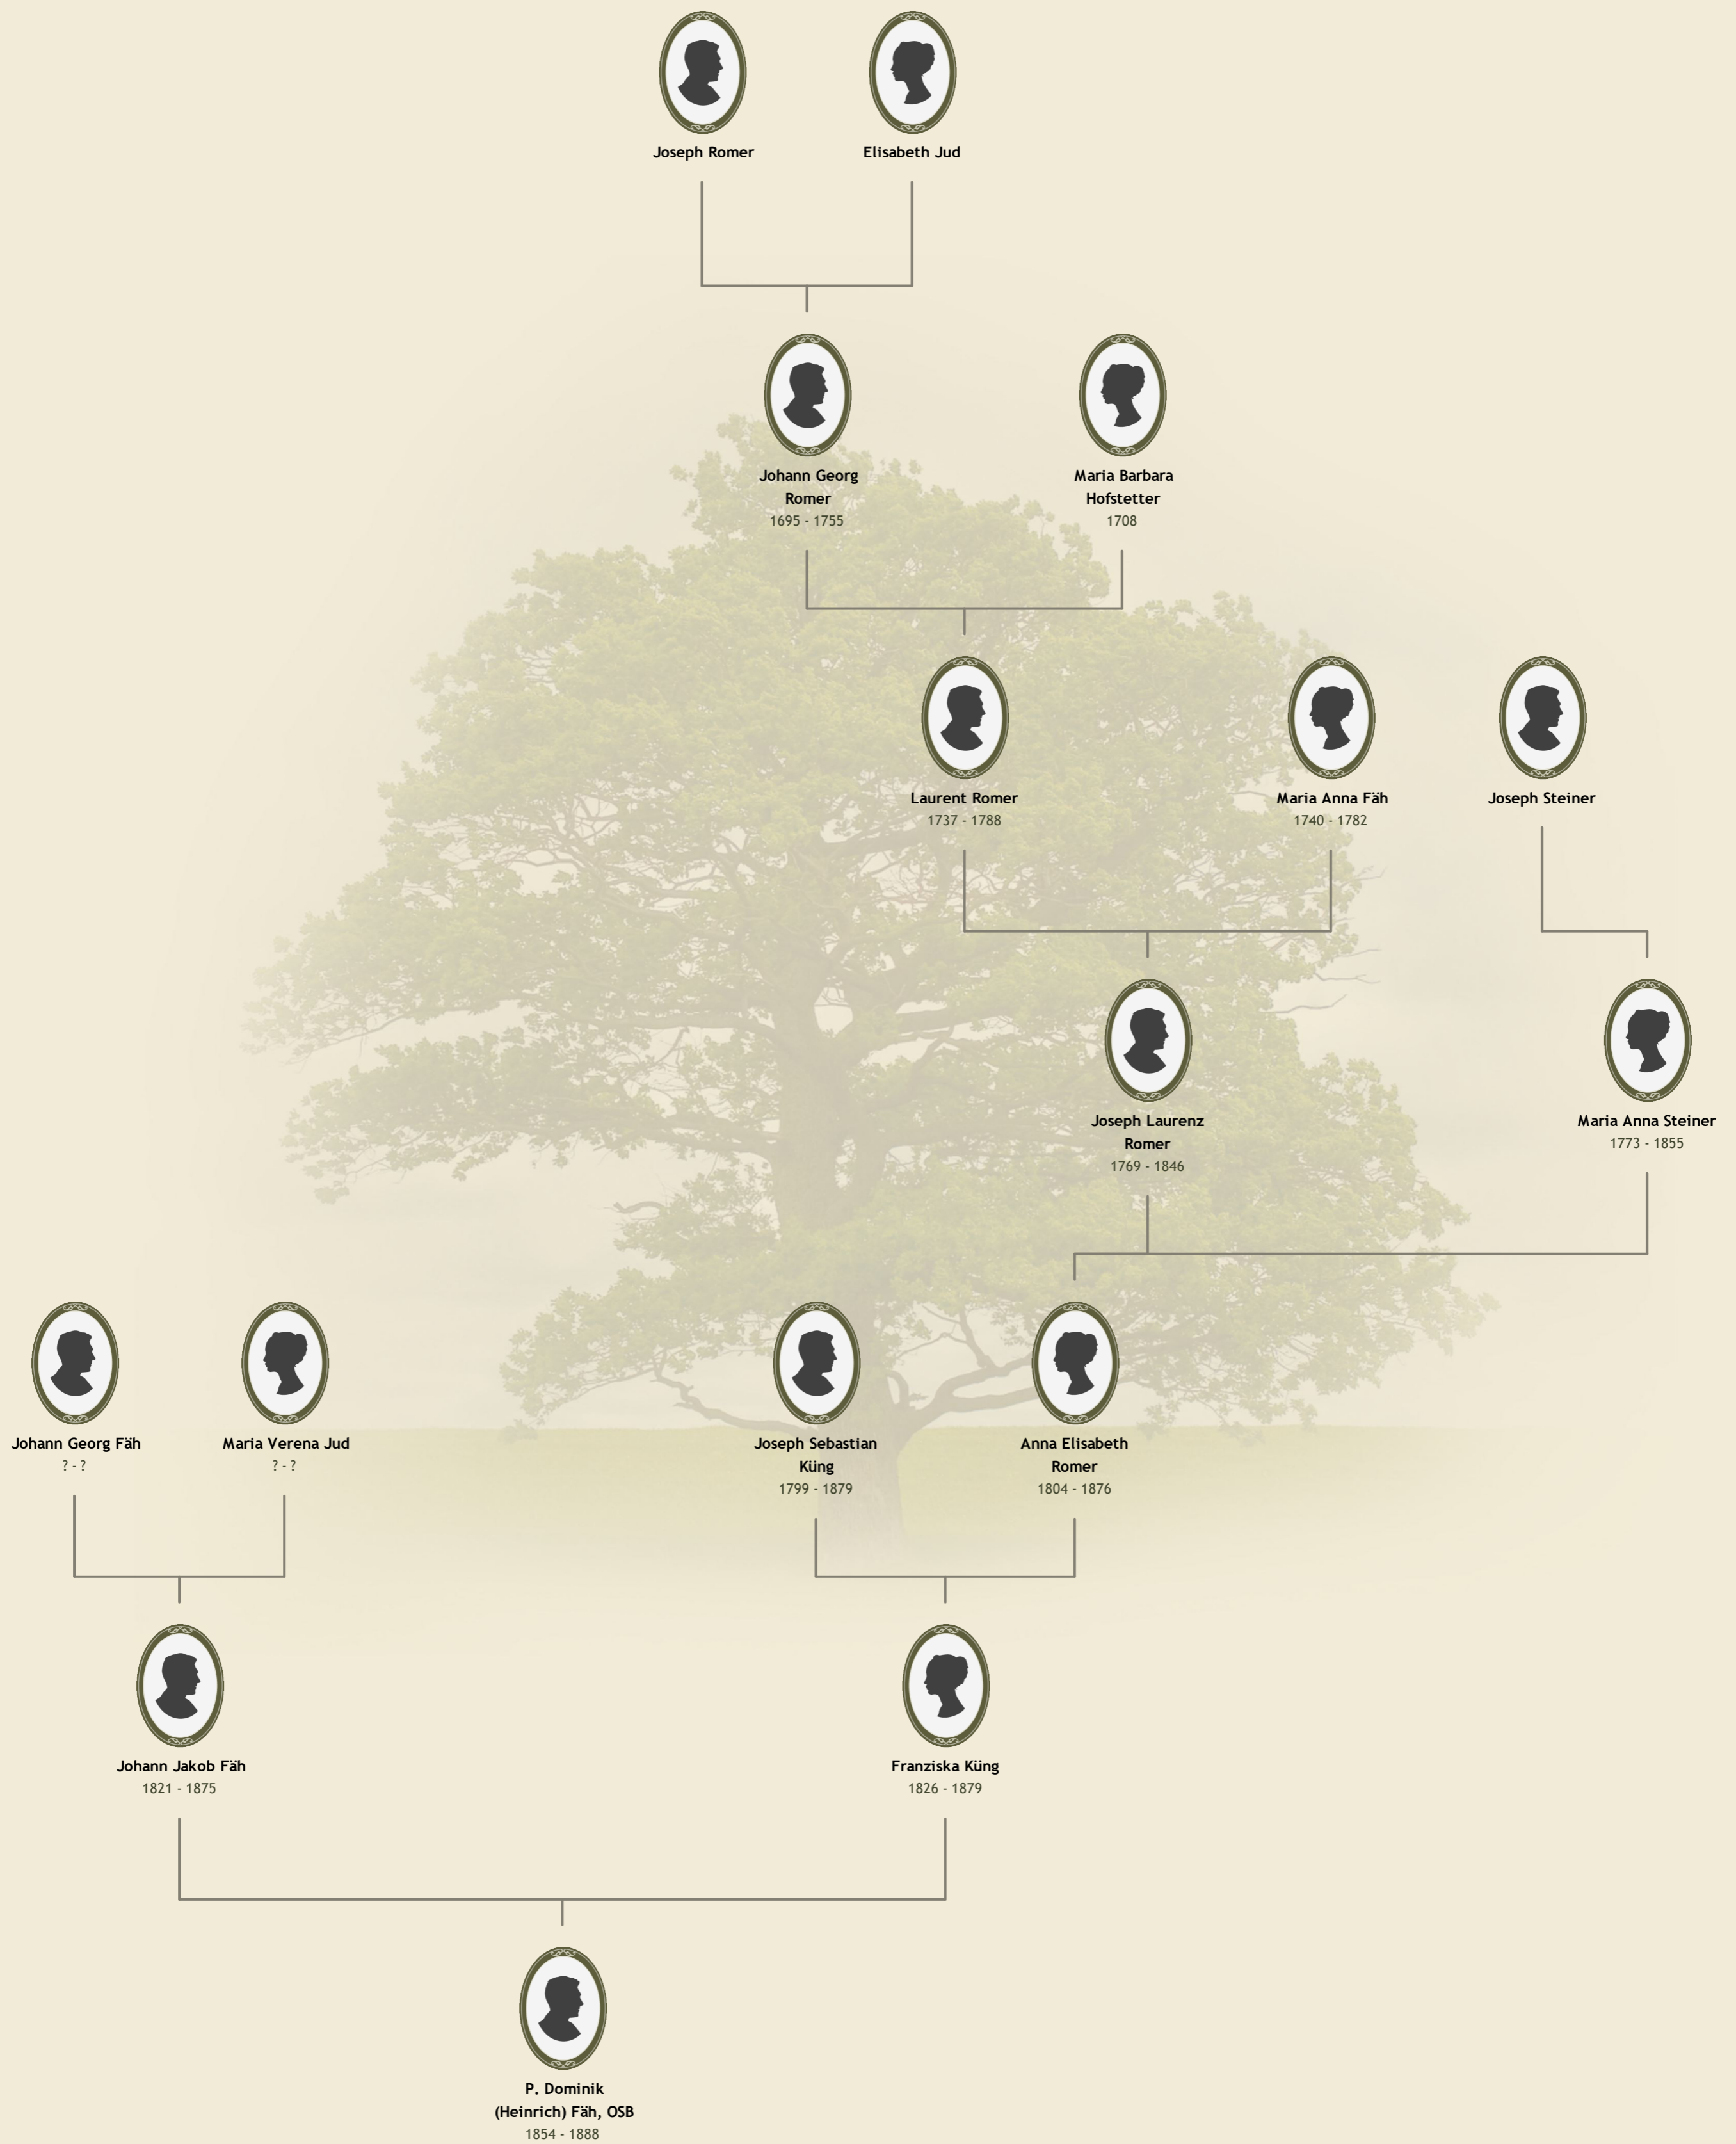 Joseph Romer
Elisabeth Jud
Johann Georg
Romer
1695 - 1755
Maria Barbara
Hofstetter
1708
Laurent Romer
1737 - 1788
Maria Anna Fäh
1740 - 1782
Joseph Steiner
Joseph Laurenz
Romer
1769 - 1846
Maria Anna Steiner
1773 - 1855
Johann Georg Fäh
? - ?
Maria Verena Jud
? - ?
Joseph Sebastian
Küng
1799 - 1879
Anna Elisabeth
Romer
1804 - 1876
Johann Jakob Fäh
1821 - 1875
Franziska Küng
1826 - 1879
P. Dominik
(Heinrich) Fäh, OSB
1854 - 1888